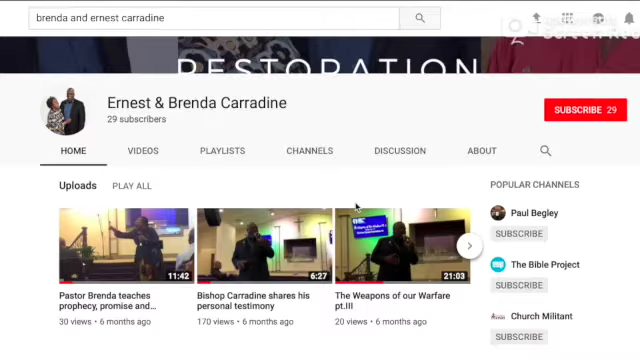 brenda and ernest carradine
RESTORATION
Ernest & Brenda Carradine
29 subscribers
SUBSCRIBE 29
HOME VIDEOS PLAYLISTS CHANNELS DISCUSSION ABOUT
Uploads PLAY ALL
POPULAR CHANNELS
Paul Begley
SUBSCRIBE
The Bible Project
SUBSCRIBE
Church Militant
SUBSCRIBE
11:42
6:27
21:03
Pastor Brenda teaches
prophecy, promise and...
30 views • 6 months ago
Bishop Carradine shares his
personal testimony
170 views • 6 months ago
The Weapons of our Warfare
pt.III
20 views • 6 months ago